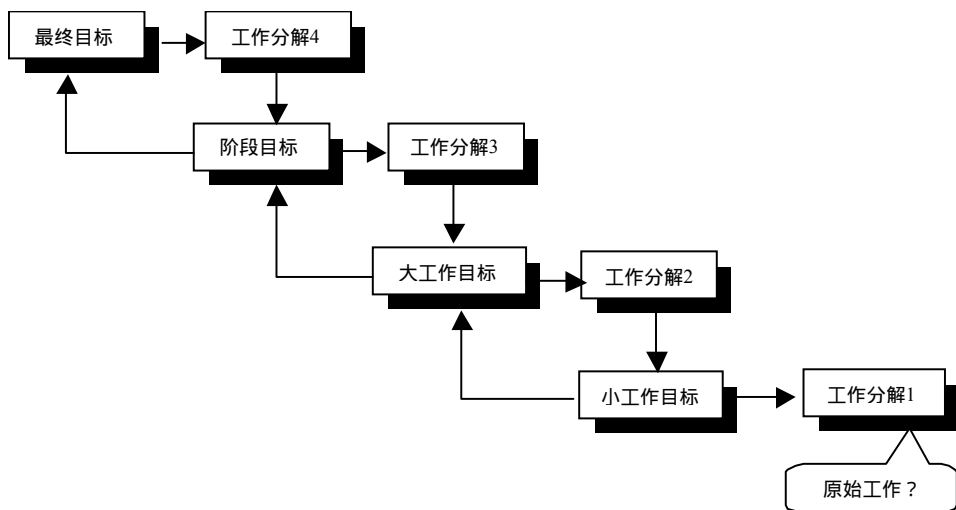 最终目标
工作分解4
阶段目标
工作分解3
大工作目标
工作分解2
小工作目标
工作分解1
原始工作？